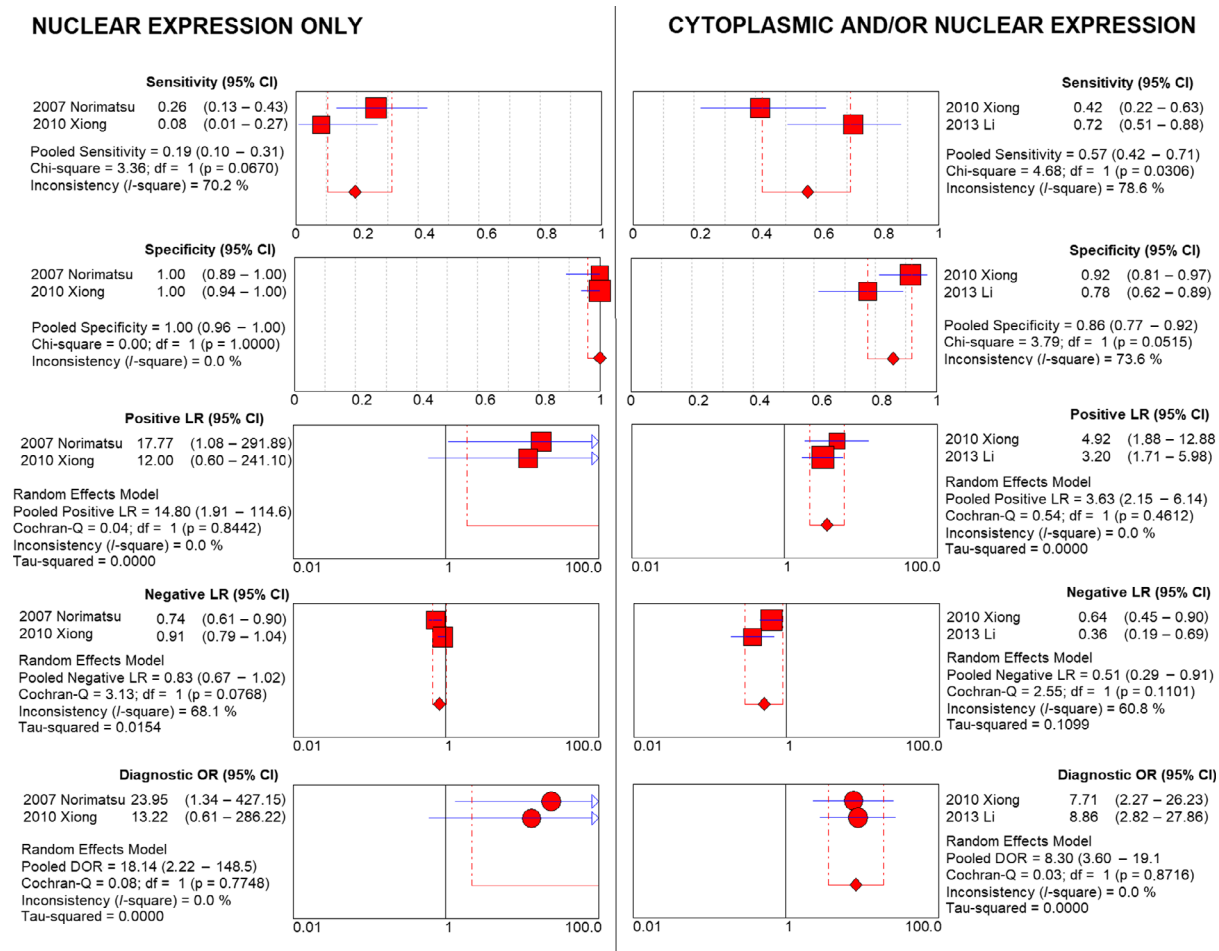 NUCLEAR EXPRESSION ONLY
Sensitivity (95% CI)
2007 Norimatsu 0.26 (0.13 – 0.43)
2010 Xiong 0.08 (0.01 – 0.27)
Pooled Sensitivity = 0.19 (0.10 – 0.31)
Chi-square = 3.36; df = 1 (p = 0.0670)
Inconsistency (I-square) = 70.2 %
0 0.2 0.4 0.6 0.8 1
Specificity (95% CI)
2007 Norimatsu 1.00 (0.89 – 1.00)
2010 Xiong 1.00 (0.94 – 1.00)
Pooled Specificity = 1.00 (0.96 – 1.00)
Chi-square = 0.00; df = 1 (p = 1.0000)
Inconsistency (I-square) = 0.0 %
0 0.2 0.4 0.6 0.8 1
Positive LR (95% CI)
2007 Norimatsu 17.77 (1.08 – 291.89)
2010 Xiong 12.00 (0.60 – 241.10)
Random Effects Model
Pooled Positive LR = 14.80 (1.91 – 114.6)
Cochran-Q = 0.04; df = 1 (p = 0.8442)
Inconsistency (I-square) = 0.0 %
Tau-squared = 0.0000
0.01 1 100.0
Negative LR (95% CI)
2007 Norimatsu 0.74 (0.61 – 0.90)
2010 Xiong 0.91 (0.79 – 1.04)
Random Effects Model
Pooled Negative LR = 0.83 (0.67 – 1.02)
Cochran-Q = 3.13; df = 1 (p = 0.0768)
Inconsistency (I-square) = 68.1 %
Tau-squared = 0.0154
0.01 1 100.0
Diagnostic OR (95% CI)
2007 Norimatsu 23.95 (1.34 – 427.15)
2010 Xiong 13.22 (0.61 – 286.22)
Random Effects Model
Pooled DOR = 18.14 (2.22 – 148.5)
Cochran-Q = 0.08; df = 1 (p = 0.7748)
Inconsistency (I-square) = 0.0 %
Tau-squared = 0.0000
0.01 1 100.0
CYTOPLASMIC AND/OR NUCLEAR EXPRESSION
Sensitivity (95% CI)
2010 Xiong 0.42 (0.22 – 0.63)
2013 Li 0.72 (0.51 – 0.88)
Pooled Sensitivity = 0.57 (0.42 – 0.71)
Chi-square = 4.68; df = 1 (p = 0.0306)
Inconsistency (I-square) = 78.6 %
0 0.2 0.4 0.6 0.8 1
Specificity (95% CI)
2010 Xiong 0.92 (0.81 – 0.97)
2013 Li 0.78 (0.62 – 0.89)
Pooled Specificity = 0.86 (0.77 – 0.92)
Chi-square = 3.79; df = 1 (p = 0.0515)
Inconsistency (I-square) = 73.6 %
0 0.2 0.4 0.6 0.8 1
Positive LR (95% CI)
2010 Xiong 4.92 (1.88 – 12.88
2013 Li 3.20 (1.71 – 5.98)
Random Effects Model
Pooled Positive LR = 3.63 (2.15 – 6.14)
Cochran-Q = 0.54; df = 1 (p = 0.4612)
Inconsistency (I-square) = 0.0 %
Tau-squared = 0.0000
0.01 1 100.0
Negative LR (95% CI)
2010 Xiong 0.64 (0.45 – 0.90)
2013 Li 0.36 (0.19 – 0.69)
Random Effects Model
Pooled Negative LR = 0.51 (0.29 – 0.91)
Cochran-Q = 2.55; df = 1 (p = 0.1101)
Inconsistency (I-square) = 60.8 %
Tau-squared = 0.1099
0.01 1 100.0
Diagnostic OR (95% CI)
2010 Xiong 7.71 (2.27 – 26.23)
2013 Li 8.86 (2.82 – 27.86)
Random Effects Model
Pooled DOR = 8.30 (3.60 – 19.1
Cochran-Q = 0.03; df = 1 (p = 0,8716)
Inconsistency (I-square) = 0.0 %
Tau-squared = 0.0000
0.01 1 100.0